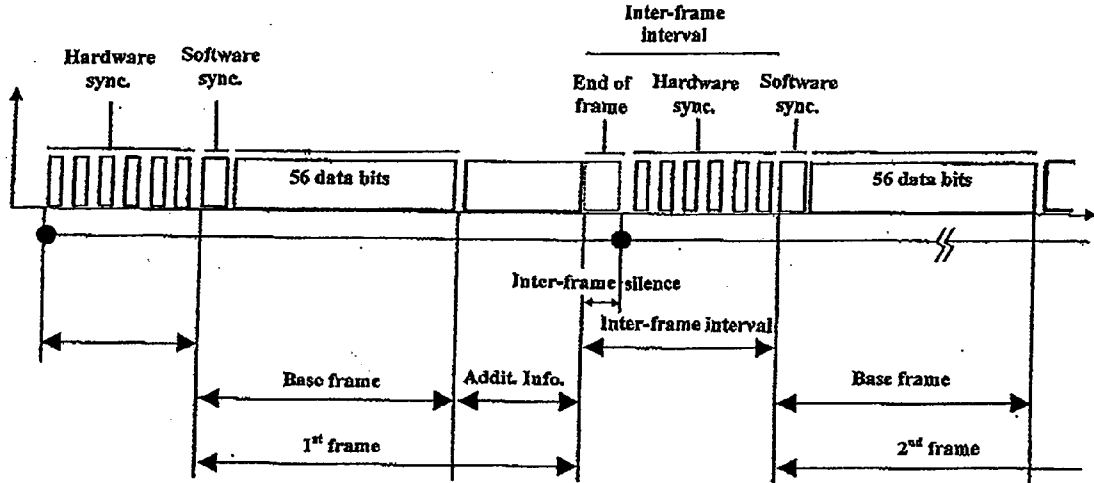 Inter-frame
interval
Hardware
sync.
Software
sync.
End of
frame
Hardware
sync.
Software
sync.
56 data bits
56 data bits
Inter-frame silence
Inter-frame interval
Base frame
Addit. Info.
Base frame
1st frame
2nd frame